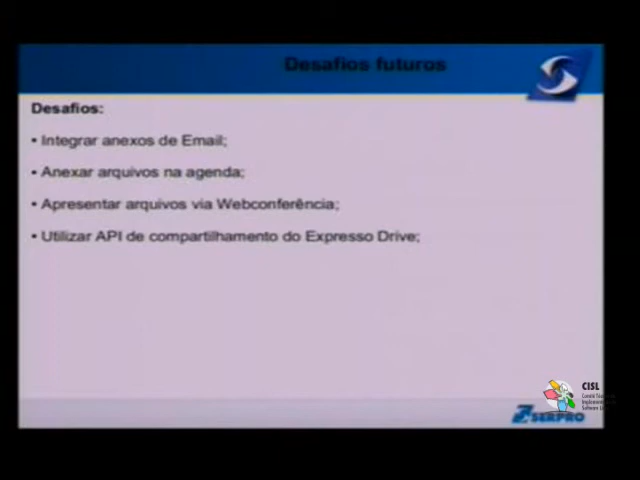 Desafios futuros
Desafios:
• Integrar anexos de Email;
• Anexar arquivos na agenda;
• Apresentar arquivos via Webconferência;
• Utilizar API de compartilhamento do Expresso Drive;
CISL
SERPRO